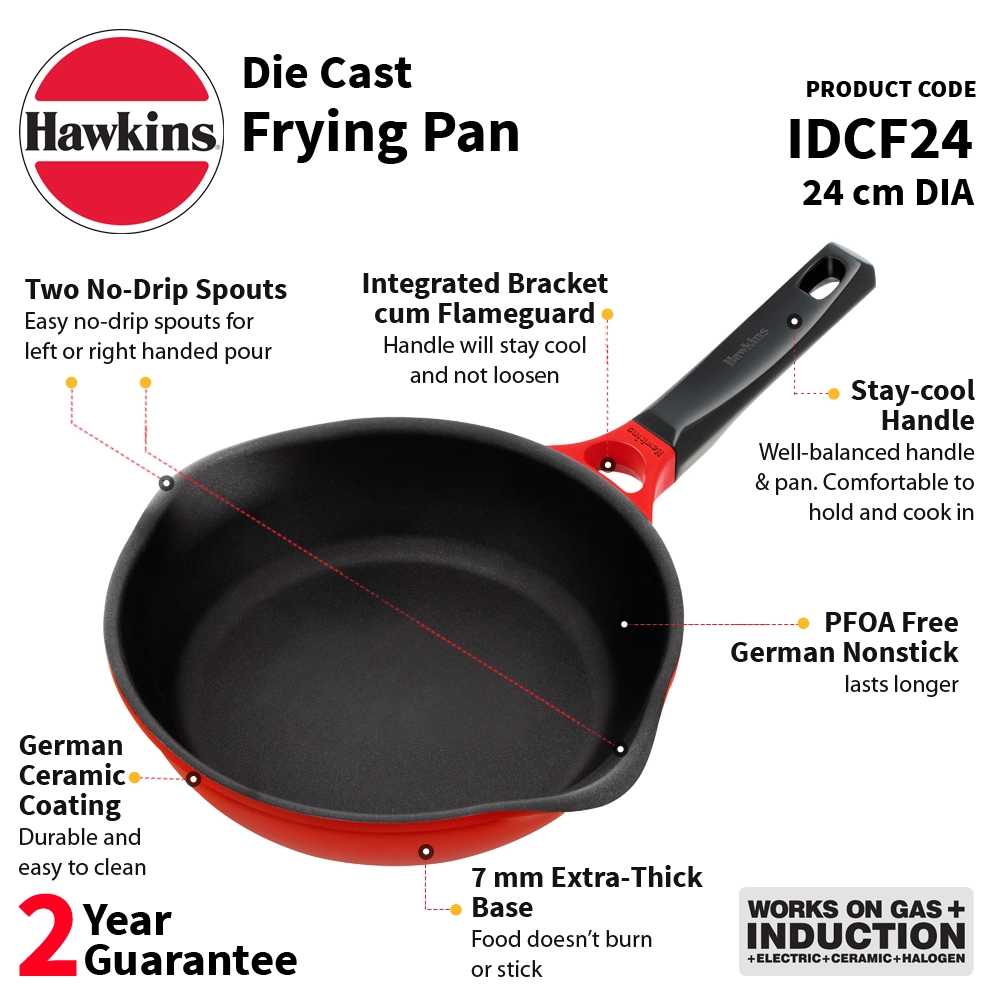 Hawkins
Die Cast
Frying Pan
PRODUCT CODE
IDCF24
24 cm DIA
Two No-Drip Spouts
Easy no-drip spouts for
left or right handed pour
Integrated Bracket
cum Flameguard
Handle will stay cool
and not loosen
Hawkins
Hawkins
Stay-cool
Handle
Well-balanced handle
& pan. Comfortable to
hold and cook in
PFOA Free
German Nonstick
lasts longer
German
Ceramic
Coating
Durable and
easy to clean
7 mm Extra-Thick
Base
Food doesn’t burn
or stick
2 Year
Guarantee
WORKS ON GAS +
INDUCTION
+ELECTRIC+CERAMIC+HALOGEN